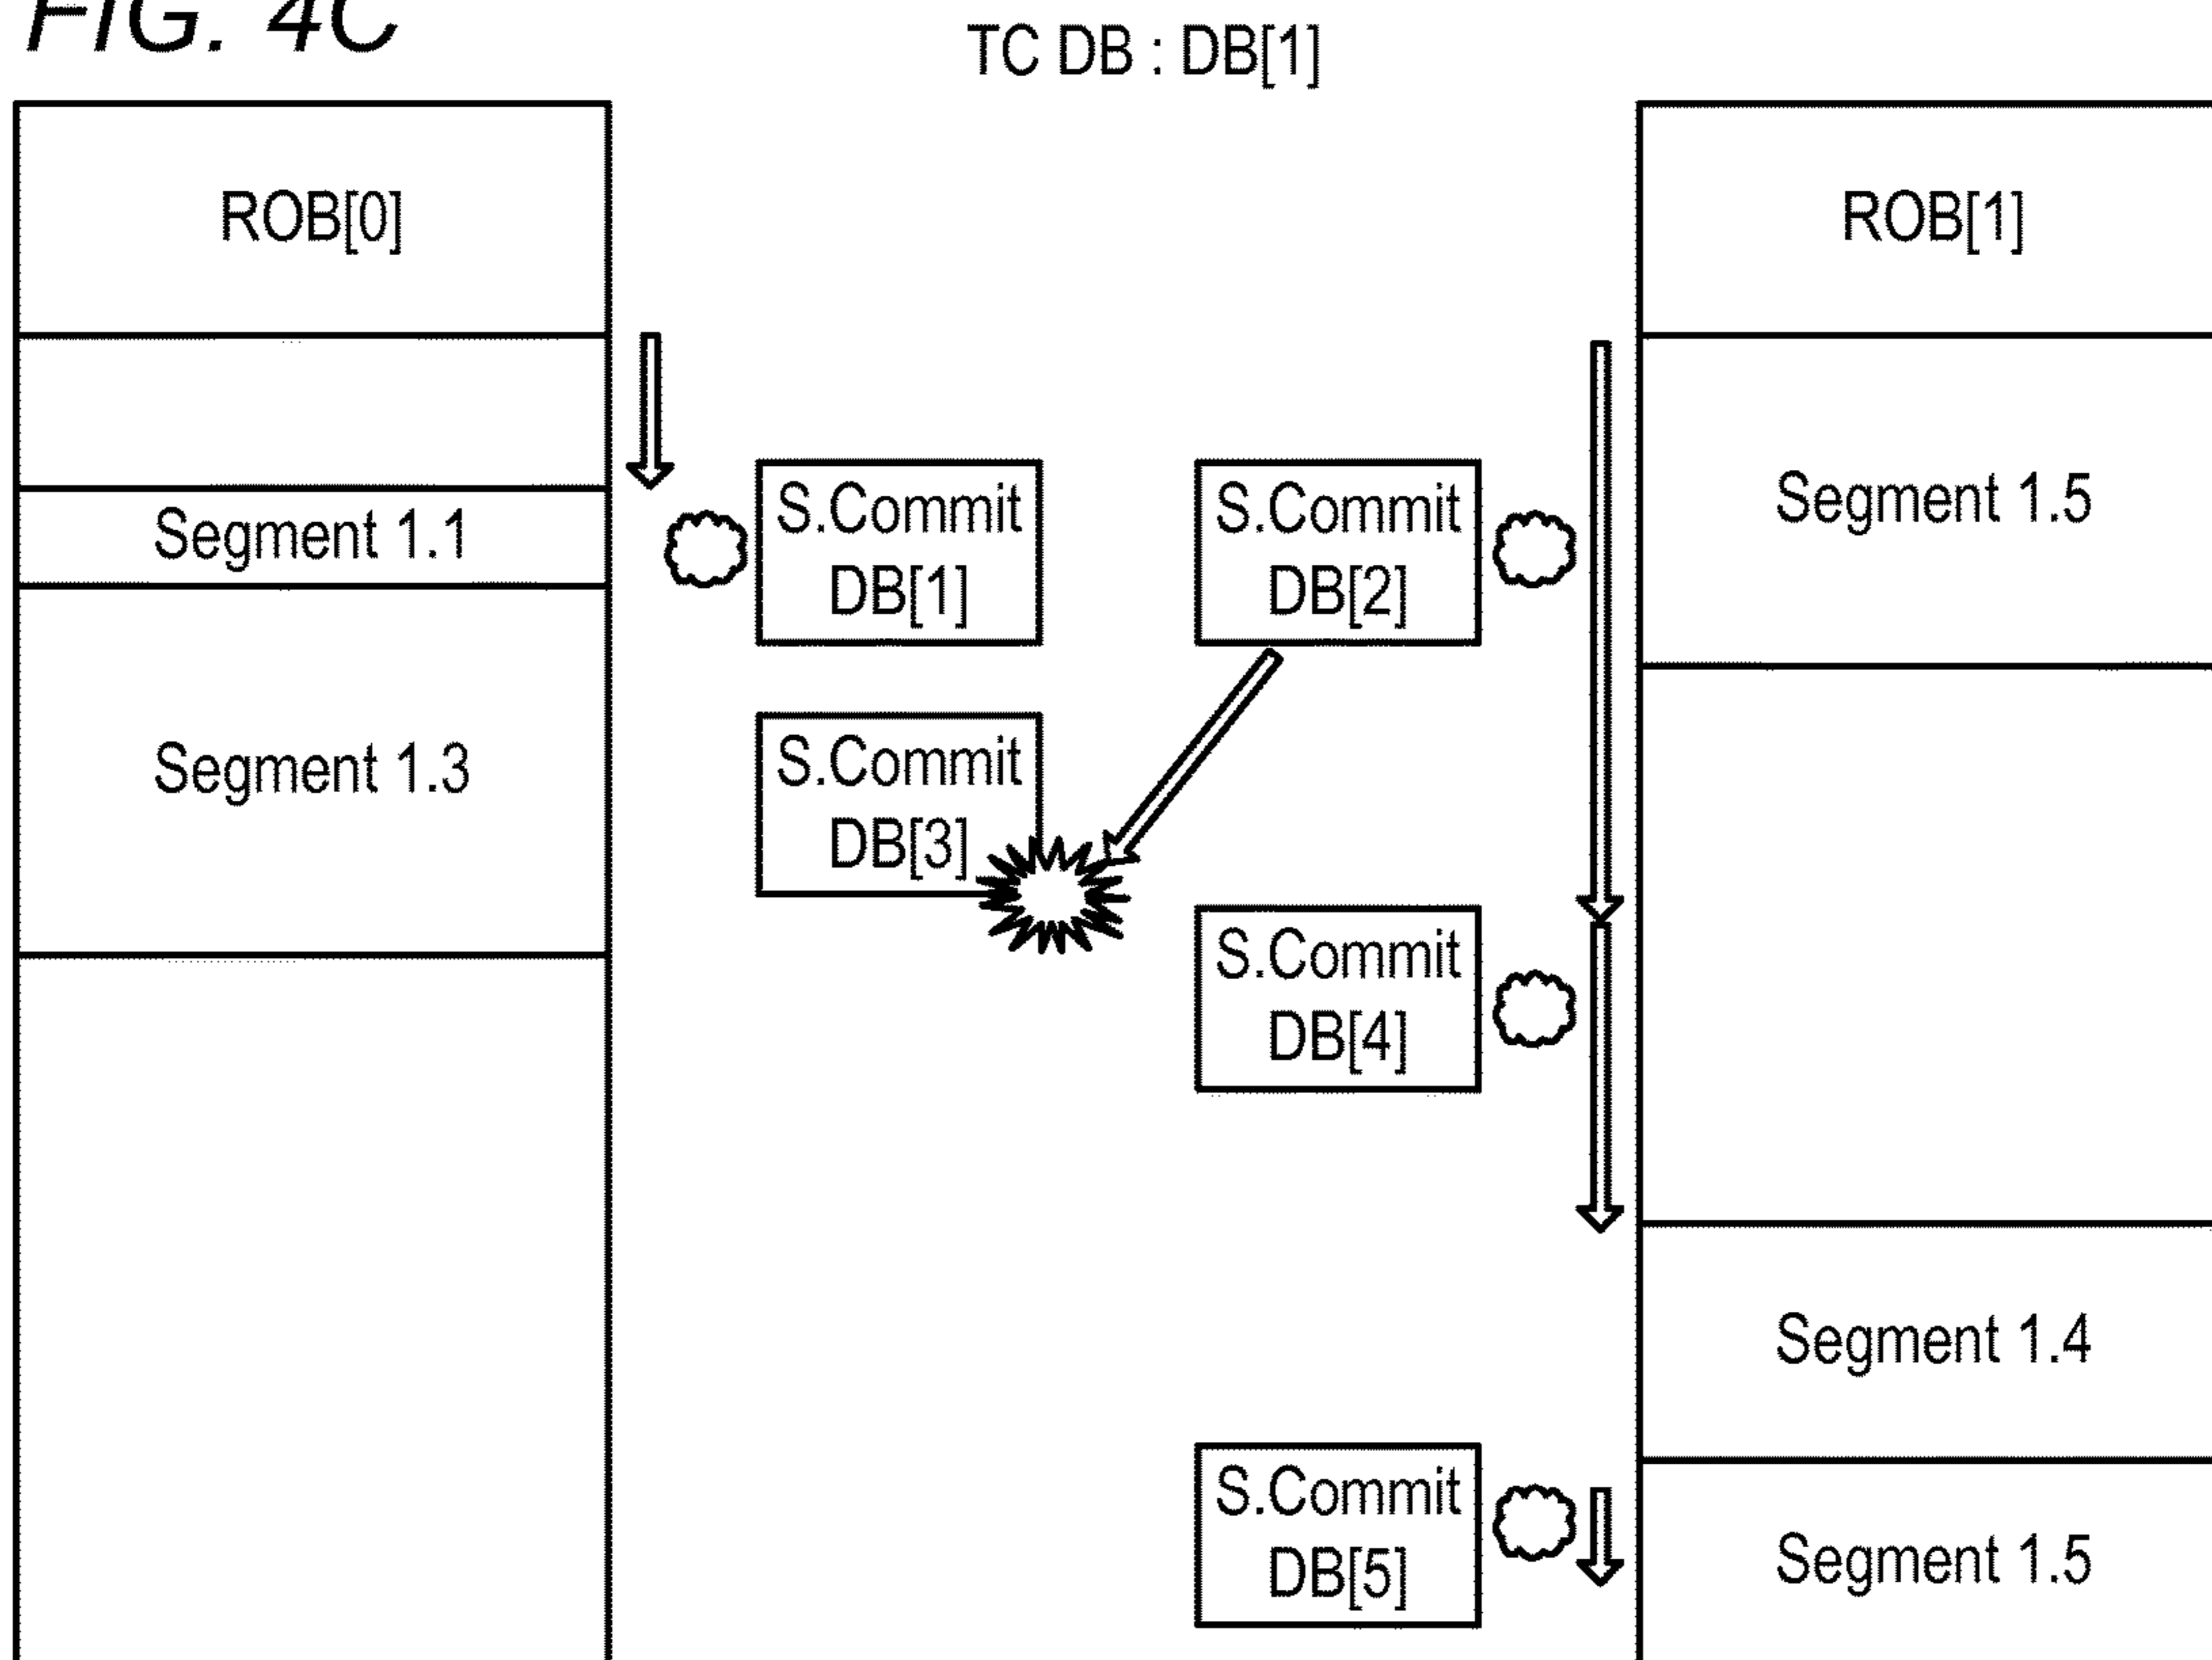 FIG. 4C
TC DB : DB[1]
ROB[0]
ROB[1]
Segment 1.1
Segment 1.3
S.Commit
DB[1]
S.Commit
DB[2]
S.Commit
DB[3]
S.Commit
DB[4]
S.Commit
DB[5]
Segment 1.5
Segment 1.4
Segment 1.5